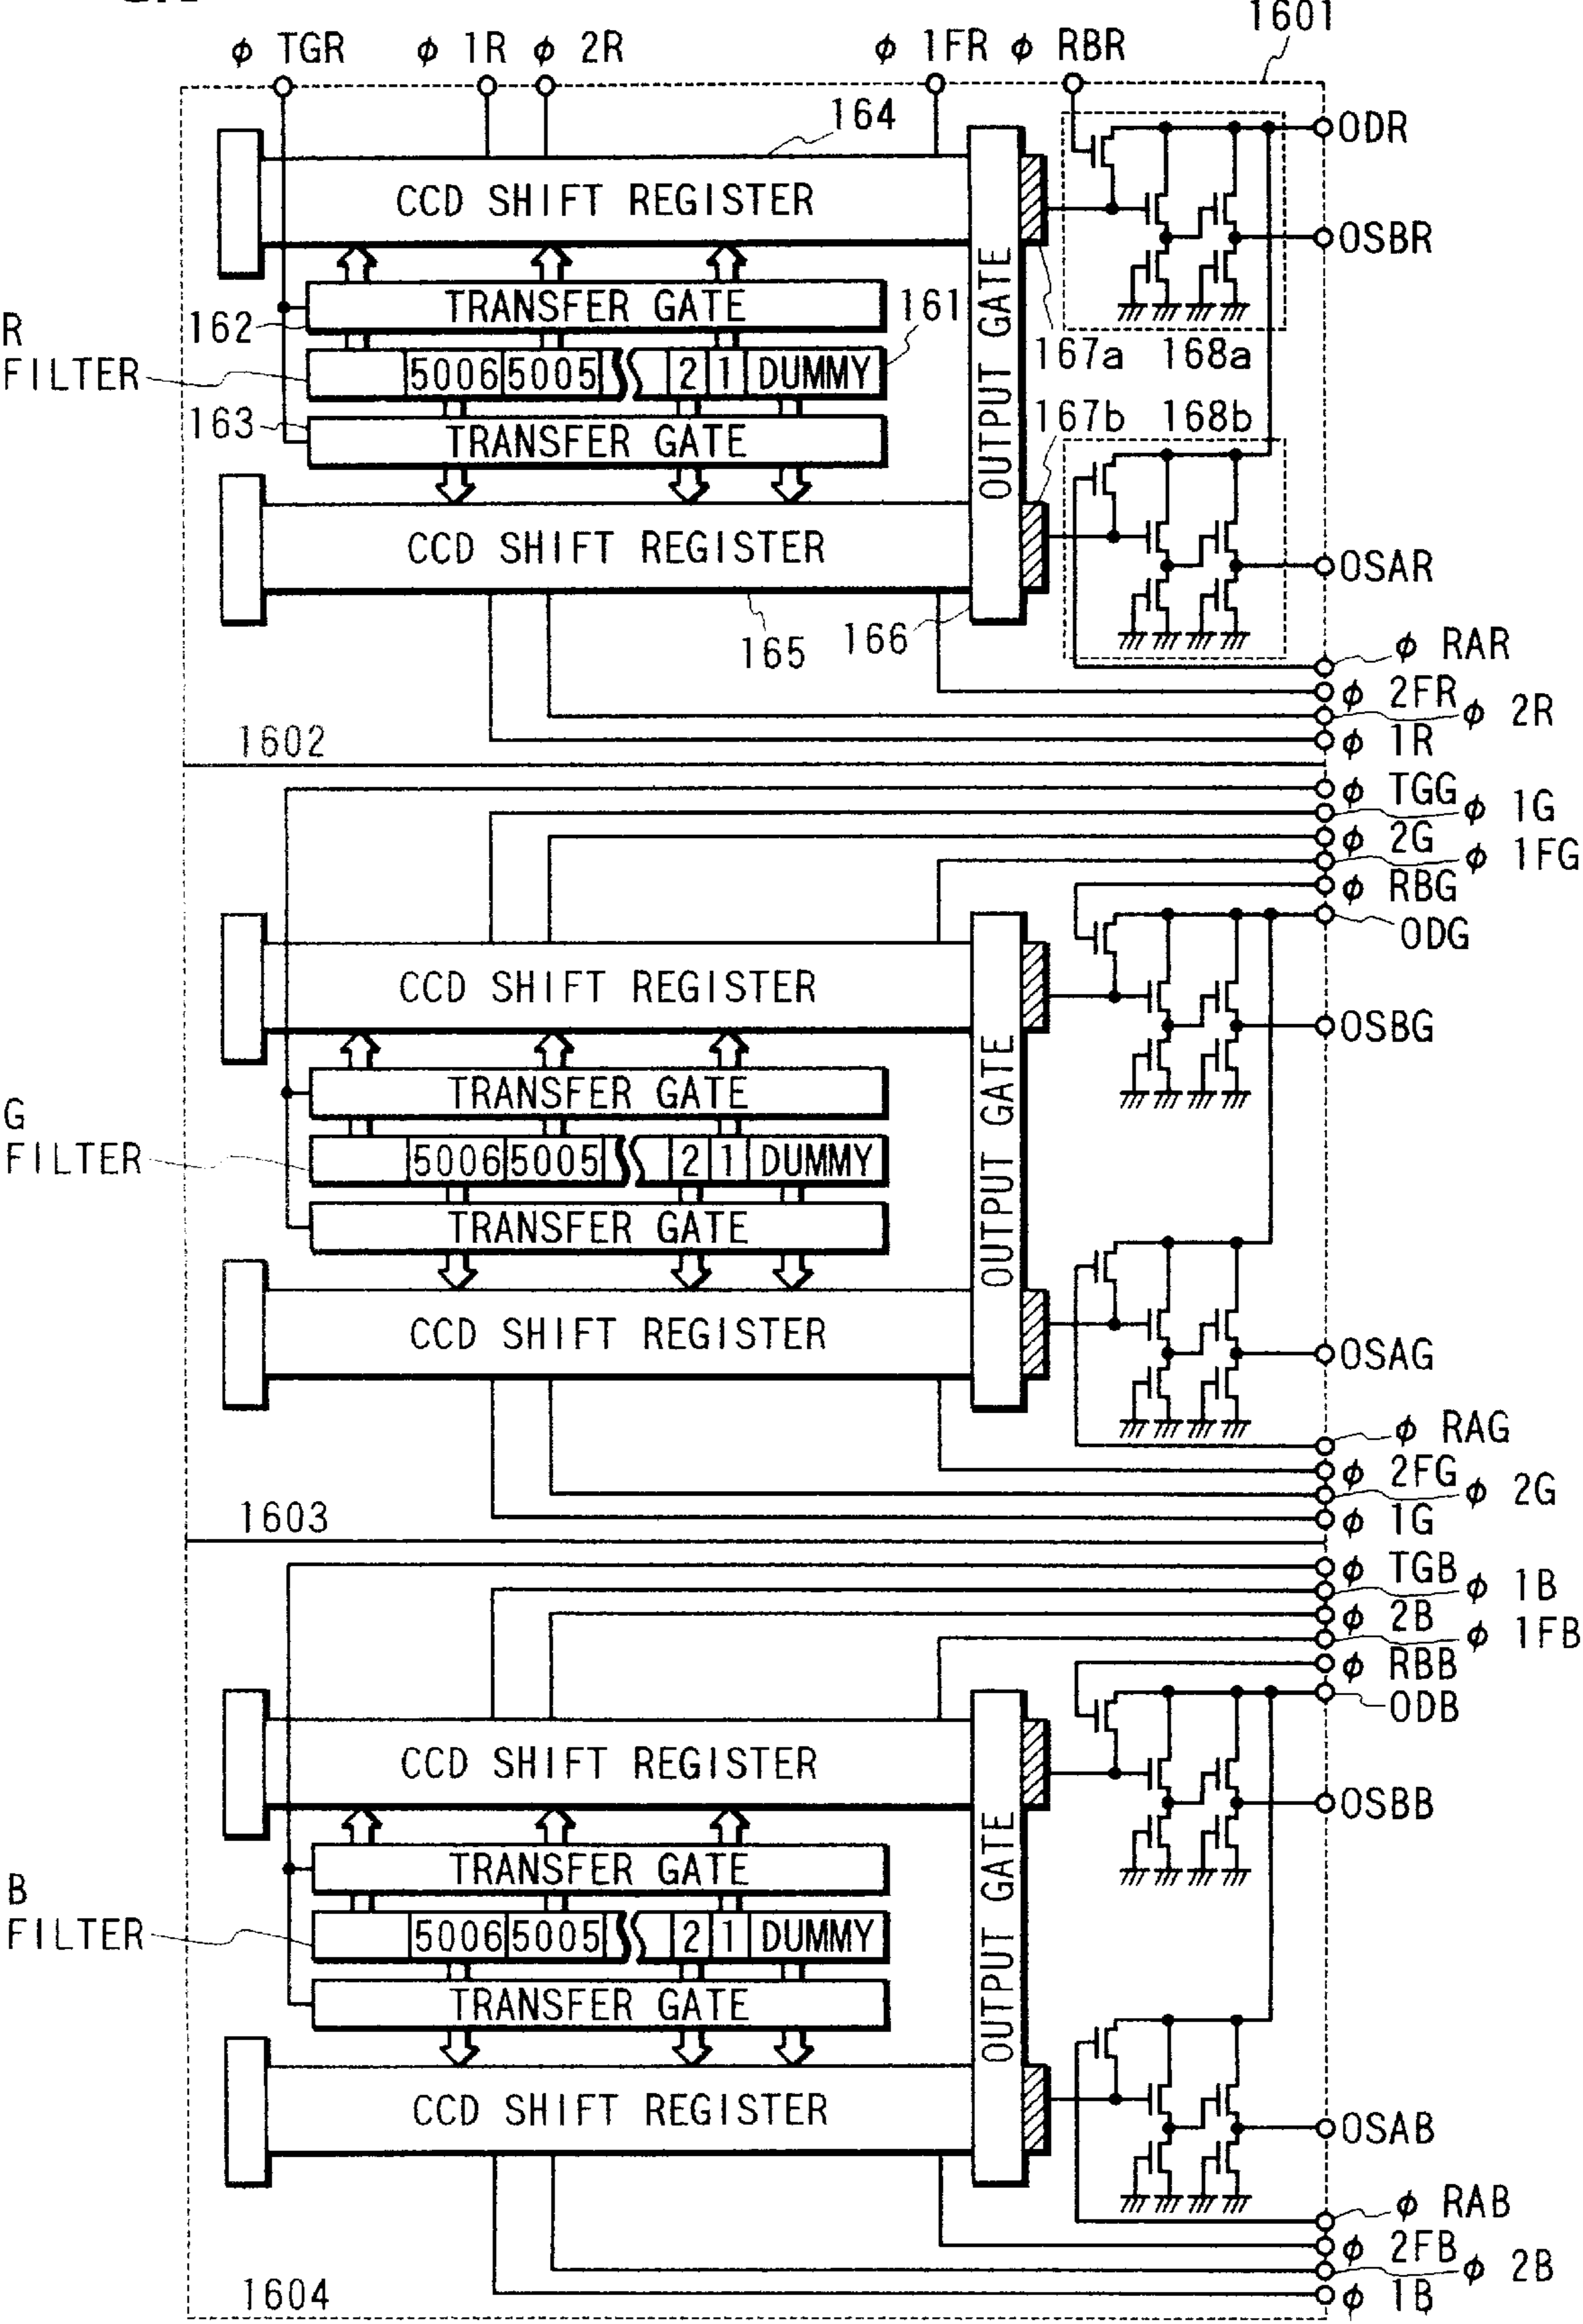 1601
φ TGR φ 1R φ 2R φ 1FR φ RBR
164
ODR
CCD SHIFT REGISTER
OSBR
OUTPUT GATE
TRANSFER GATE
161
162
R
FILTER
5006 5005 2 1 DUMMY
167a 168a
163
TRANSFER GATE
167b 168b
CCD SHIFT REGISTER
OSAR
165 166
φ RAR
φ 2FR
φ 2R
φ 1R
1602
φ TGG
φ 1G
φ 2G
φ 1FG
φ RBG
ODG
CCD SHIFT REGISTER
OSBG
OUTPUT GATE
TRANSFER GATE
G
FILTER
5006 5005 2 1 DUMMY
TRANSFER GATE
CCD SHIFT REGISTER
OSAG
φ RAG
φ 2FG
φ 2G
φ 1G
1603
φ TGB
φ 1B
φ 2B
φ 1FB
φ RBB
ODB
CCD SHIFT REGISTER
OSBB
OUTPUT GATE
TRANSFER GATE
B
FILTER
5006 5005 2 1 DUMMY
TRANSFER GATE
CCD SHIFT REGISTER
OSAB
φ RAB
φ 2FB
φ 2B
φ 1B
1604